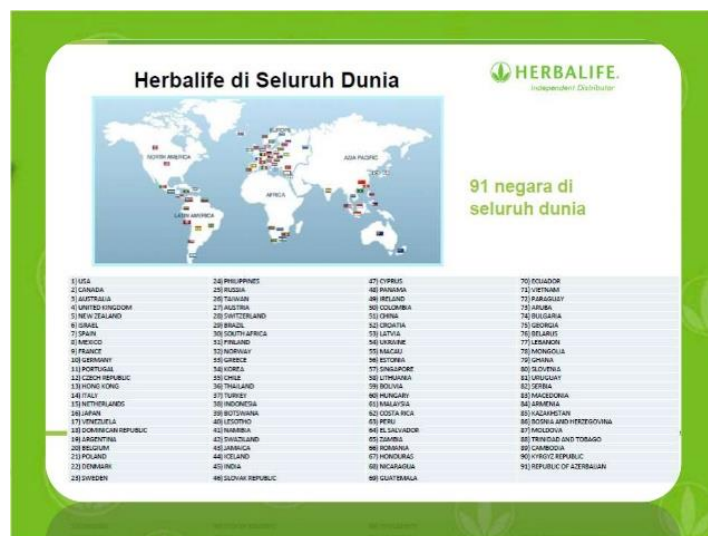 Herbalife di Seluruh Dunia
HERBALIFE.
Independent Distributor
NORTH AMERICA
EUROPE
ASIA PACIFIC
AFRICA
LATIN AMERICA
91 negara di
seluruh dunia
1) USA
2) CANADA
3) AUSTRALIA
4) UNITED KINGDOM
5) NEW ZEALAND
6) ISRAEL
7) SPAIN
8) MEXICO
9) FRANCE
10) GERMANY
11) PORTUGAL
12) CZECH REPUBLIC
13) HONG KONG
14) ITALY
15) NETHERLANDS
16) JAPAN
17) VENEZUELA
18) DOMINICAN REPUBLIC
19) ARGENTINA
20) BELGIUM
21) POLAND
22) DENMARK
23) SWEDEN
24) PHILIPPINES
25) RUSSIA
26) TAIWAN
27) AUSTRIA
28) SWITZERLAND
29) BRAZIL
30) SOUTH AFRICA
31) FINLAND
32) NORWAY
33) GREECE
34) KOREA
35) CHILE
36) THAILAND
37) TURKEY
38) INDONESIA
39) BOTSWANA
40) LESOTHO
41) NAMIBIA
42) SWAZILAND
43) JAMAICA
44) ICELAND
45) INDIA
46) SLOVAK REPUBLIC
47) CYPRUS
48) PANAMA
49) IRELAND
50) COLOMBIA
51) CHINA
52) CROATIA
53) LATVIA
54) UKRAINE
55) MACAU
56) ESTONIA
57) SINGAPORE
58) LITHUANIA
59) BOLIVIA
60) HUNGARY
61) MALAYSIA
62) COSTA RICA
63) PERU
64) EL SALVADOR
65) ZAMBIA
66) ROMANIA
67) HONDURAS
68) NICARAGUA
69) GUATEMALA
70) ECUADOR
71) VIETNAM
72) PARAGUAY
73) ARUBA
74) BULGARIA
75) GEORGIA
76) BELARUS
77) LEBANON
78) MONGOLIA
79) GHANA
80) SLOVENIA
81) URUGUAY
82) SERBIA
83) MACEDONIA
84) ARMENIA
85) KAZAKHSTAN
86) BOSNIA AND HERZEGOVINA
87) MOLDOVA
88) TRINIDAD AND TOBAGO
89) CAMBODIA
90) KYRGYZ REPUBLIC
91) REPUBLIC OF AZERBAIJAN